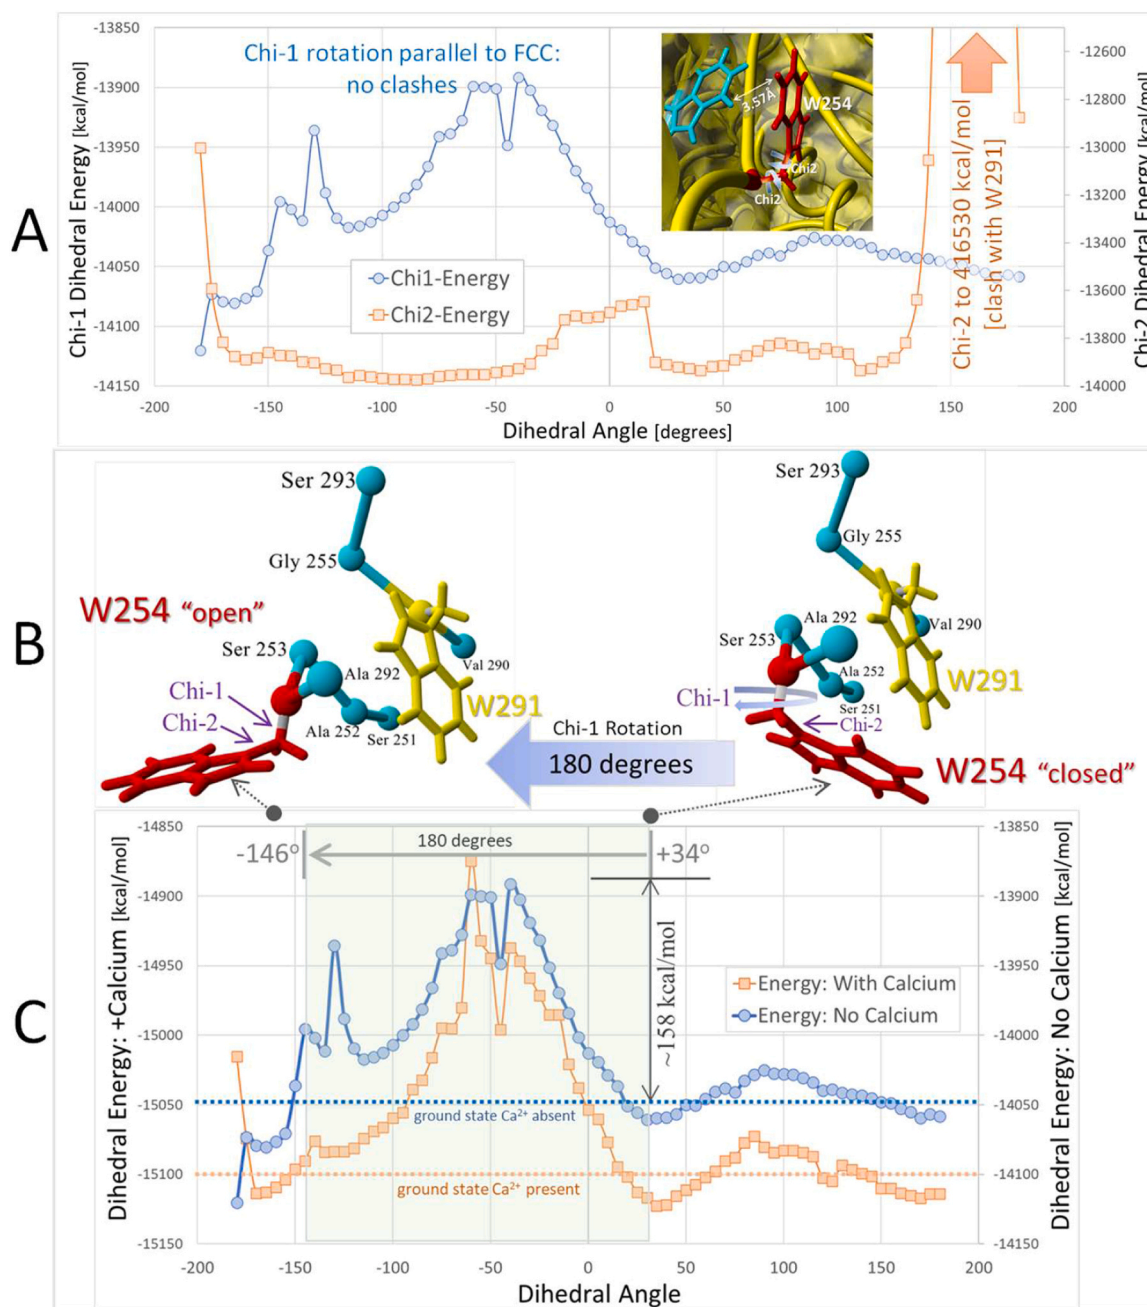 A
Chi-1 Dihedral Energy [kcal/mol]
-13850
-13900
-13950
-14000
-14050
-14100
-14150
Chi-1 rotation parallel to FCC:
no clashes
3.57Å
W254
Chi2
Chi2
Chi1-Energy
Chi2-Energy
Chi-2 to 416530 kcal/mol
[clash with W291]
-12600
-12800
-13000
-13200
-13400
-13600
-13800
-14000
Chi-2 Dihedral Energy [kcal/mol]
-200 -150 -100 -50 0 50 100 150 200
Dihedral Angle [degrees]
B
Ser 293
Gly 255
W254 "open"
Ser 253
Ala 292
Val 290
Chi-1
Chi-2
W291
Ala 252
Ser 251
Chi-1 Rotation
180 degrees
Ser 293
Gly 255
Ala 292
Ser 253
Val 290
Ala 252
W291
Chi-1
Ser 251
Chi-2
W254 "closed"
C
Dihedral Energy: +Calcium [kcal/mol]
-14850
-14900
-14950
-15000
-15050
-15100
-15150
-146°
180 degrees
+34°
~158 kcal/mol
Energy: With Calcium
Energy: No Calcium
ground state Ca²⁺ absent
ground state Ca²⁺ present
-13850
-13900
-13950
-14000
-14050
-14100
-14150
Dihedral Energy: No Calcium [kcal/mol]
-200 -150 -100 -50 0 50 100 150 200
Dihedral Angle